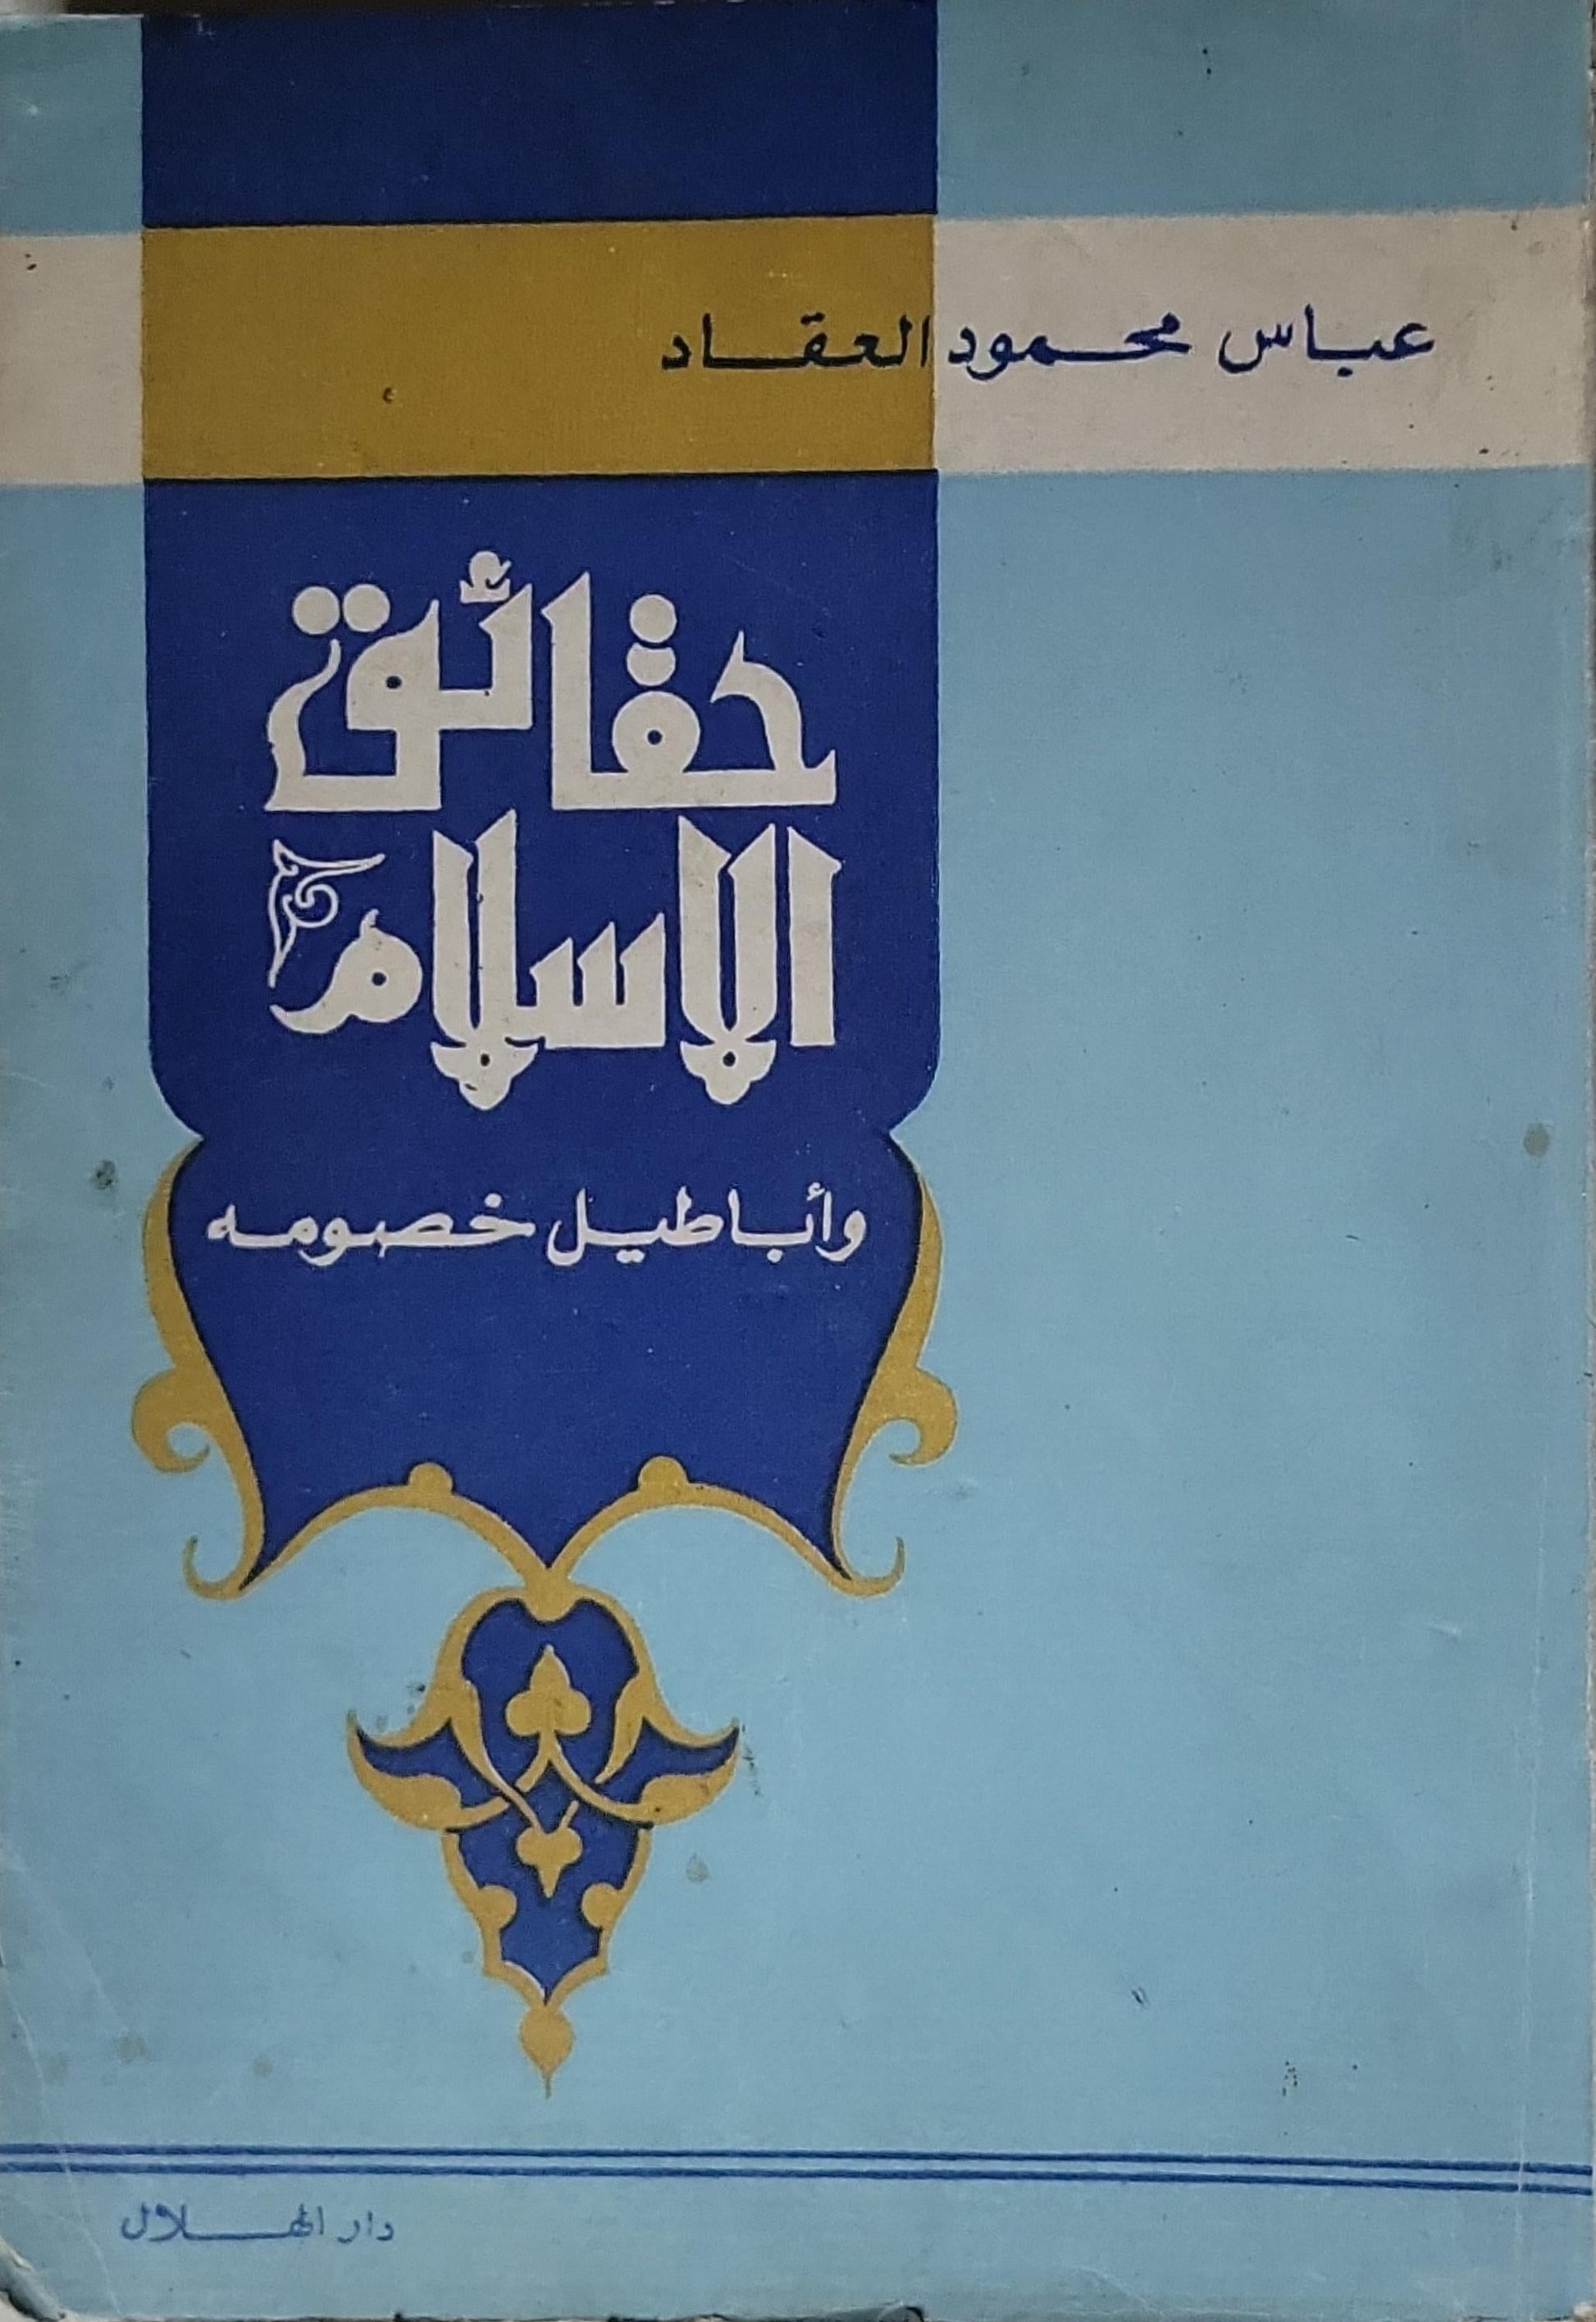 عباس محمود العقاد
حقائق
الإسلام
وأباطيل خصومه
دار الهلال